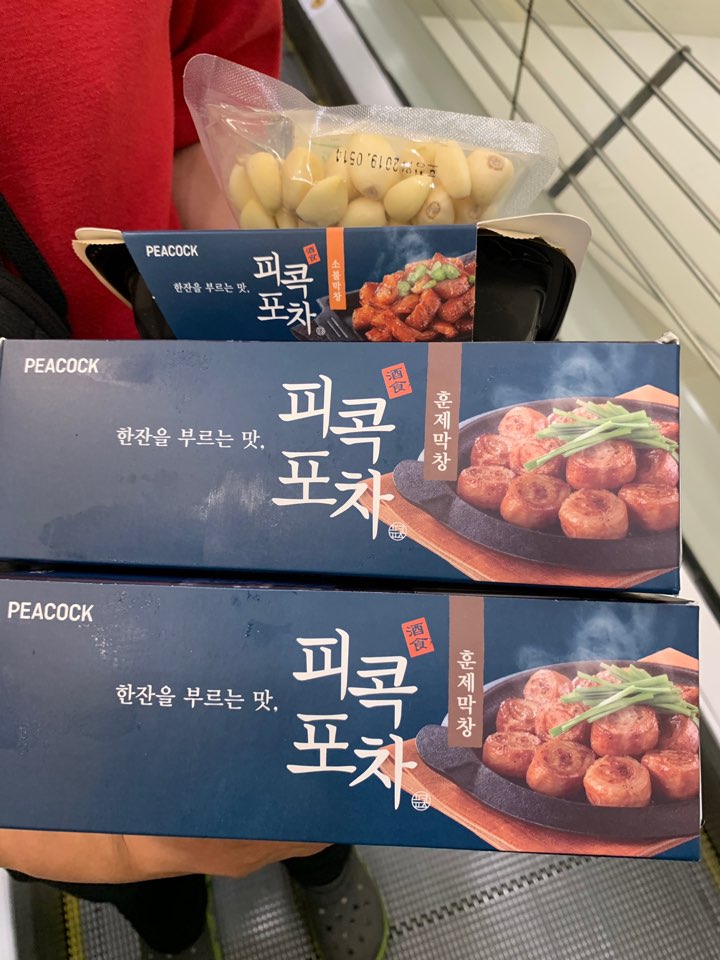 2019.0514
PEACOCK
한잔을 부르는 맛,
피콕
포차
酒食
소불막창
PEACOCK
한잔을 부르는 맛,
피콕
포차
酒食
훈제막창
PEACOCK
한잔을 부르는 맛,
피콕
포차
酒食
훈제막창